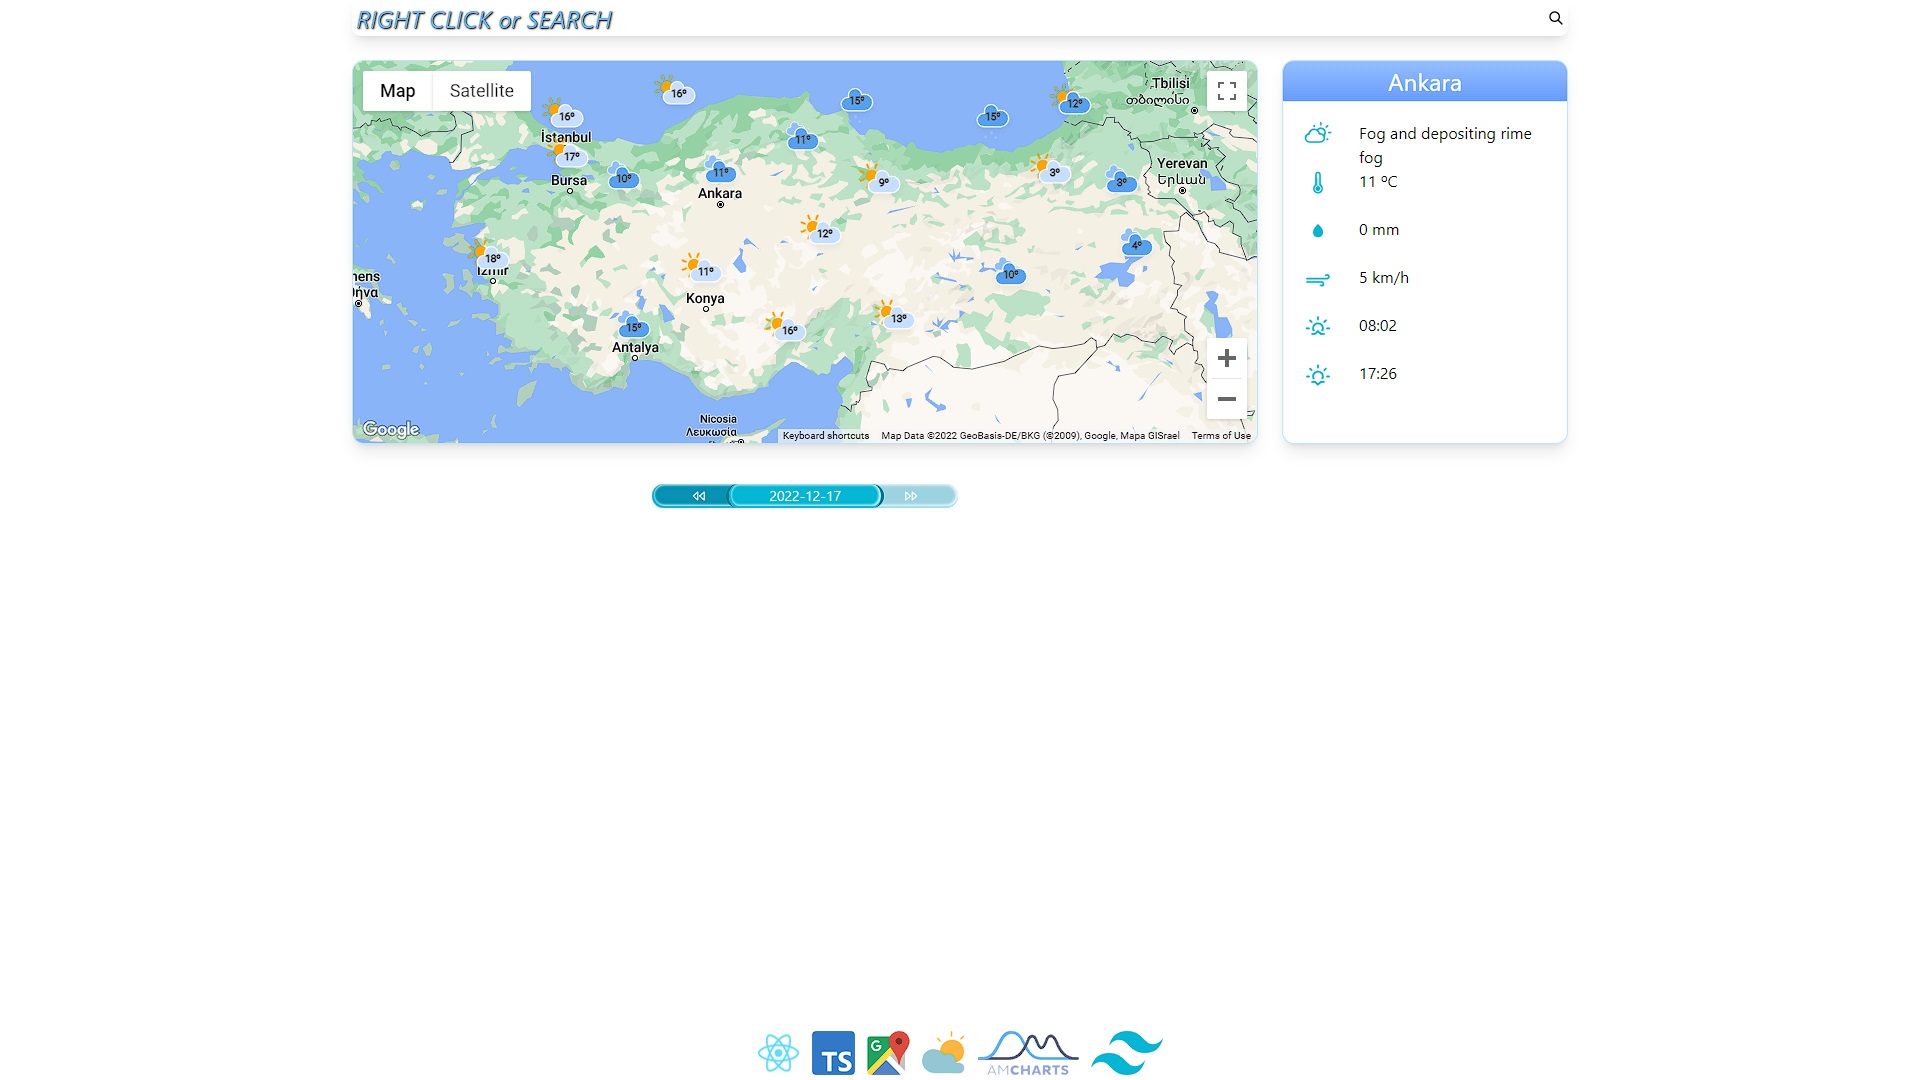 RIGHT CLICK or SEARCH
Map
Satellite
16°
15°
12°
Tbilisi
თბილისი
16°
15°
İstanbul
11°
17°
Yerevan
Երևան
Bursa
10°
11°
Ankara
9°
3°
3°
12°
4°
18°
İzmir
11°
10°
Konya
13°
15°
16°
Antalya
Nicosia
Λευκωσία
Google
Keyboard shortcuts
Map Data ©2022 GeoBasis-DE/BKG (©2009), Google, Mapa GISrael
Terms of Use
Ankara
Fog and depositing rime
fog
11 °C
0 mm
5 km/h
08:02
17:26
2022-12-17
TS
G
AMCHARTS